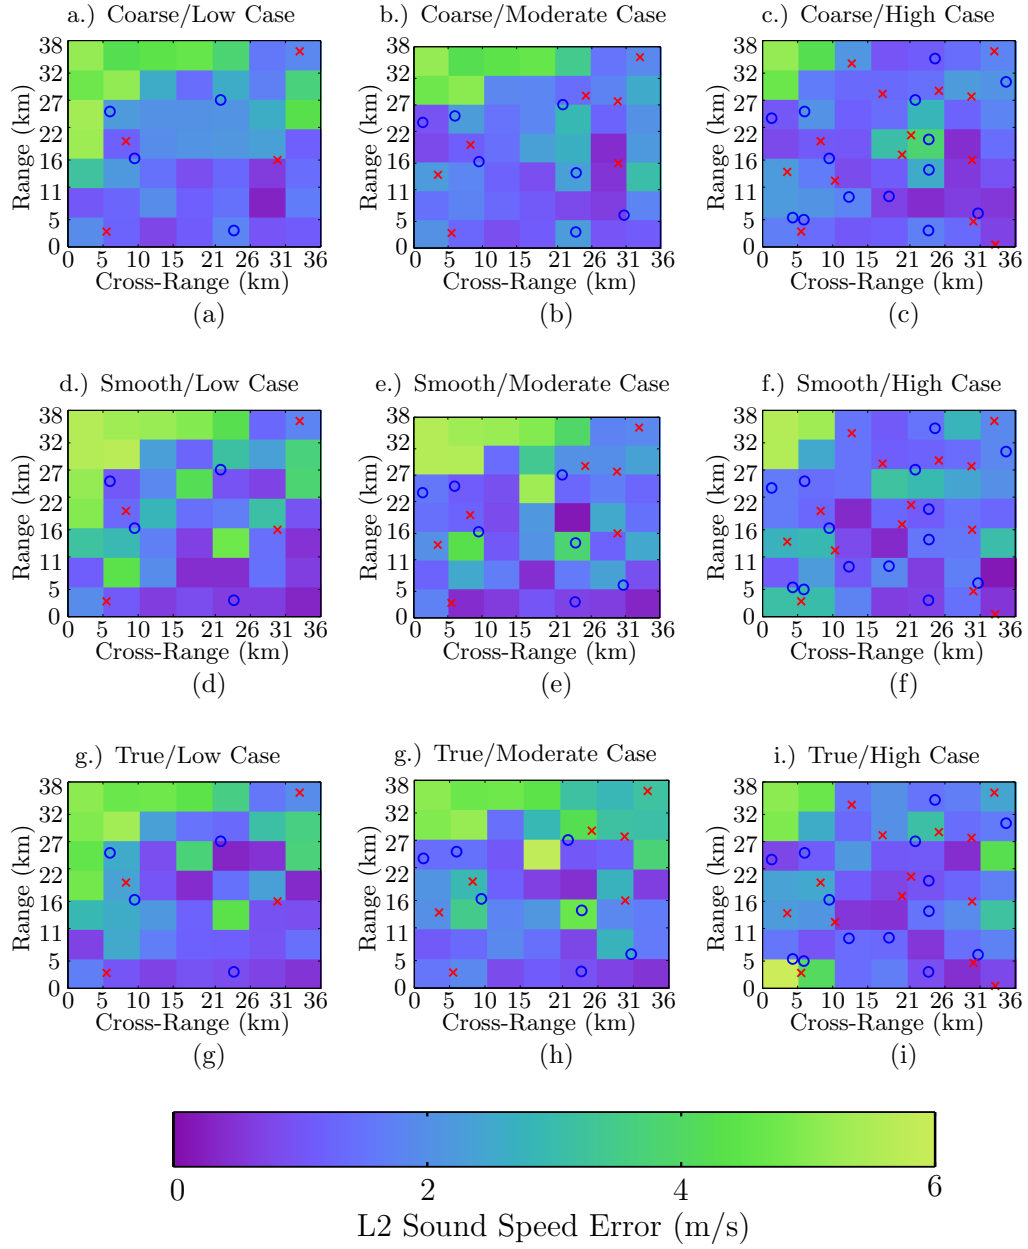 a.) Coarse/Low Case
b.) Coarse/Moderate Case
c.) Coarse/High Case
38
32
27
22
16
11
5
0
Range (km)
0 5 10 15 21 26 31 36
Cross-Range (km)
(a)
38
32
27
22
16
11
5
0
Range (km)
0 5 10 15 21 26 31 36
Cross-Range (km)
(b)
38
32
27
22
16
11
5
0
Range (km)
0 5 10 15 21 26 31 36
Cross-Range (km)
(c)
d.) Smooth/Low Case
e.) Smooth/Moderate Case
f.) Smooth/High Case
38
32
27
22
16
11
5
0
Range (km)
0 5 10 15 21 26 31 36
Cross-Range (km)
(d)
38
32
27
22
16
11
5
0
Range (km)
0 5 10 15 21 26 31 36
Cross-Range (km)
(e)
38
32
27
22
16
11
5
0
Range (km)
0 5 10 15 21 26 31 36
Cross-Range (km)
(f)
g.) True/Low Case
g.) True/Moderate Case
i.) True/High Case
38
32
27
22
16
11
5
0
Range (km)
0 5 10 15 21 26 31 36
Cross-Range (km)
(g)
38
32
27
22
16
11
5
0
Range (km)
0 5 10 15 21 26 31 36
Cross-Range (km)
(h)
38
32
27
22
16
11
5
0
Range (km)
0 5 10 15 21 26 31 36
Cross-Range (km)
(i)
0 2 4 6
L2 Sound Speed Error (m/s)